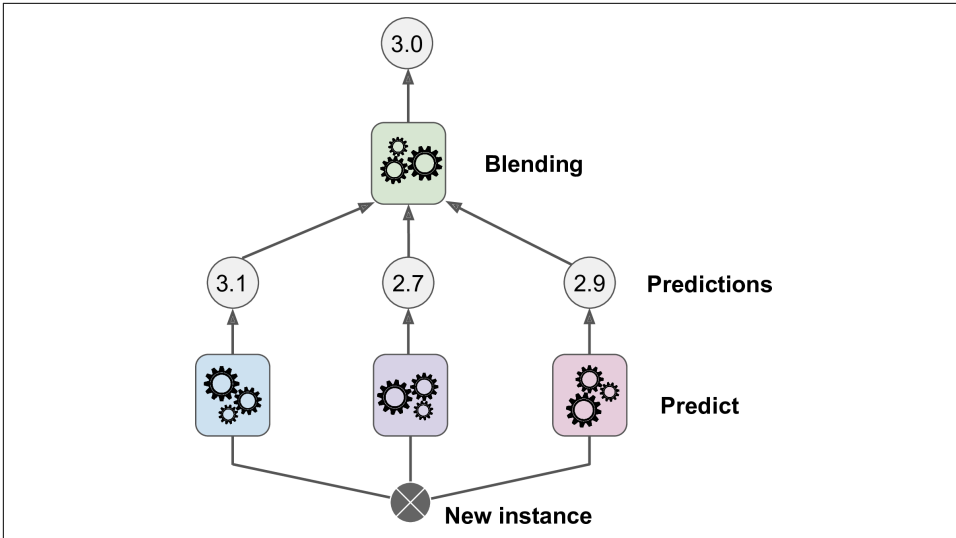 3.0
Blending
3.1
2.7
2.9
Predictions
Predict
New instance